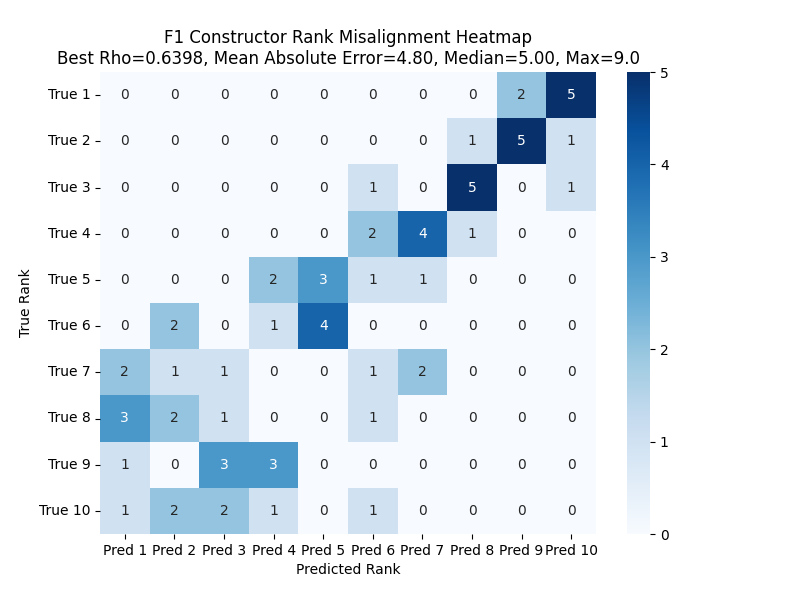 F1 Constructor Rank Misalignment Heatmap
Best Rho=0.6398, Mean Absolute Error=4.80, Median=5.00, Max=9.0
True 1 0 0 0 0 0 0 0 0 2 5
True 2 0 0 0 0 0 0 0 1 5 1
True 3 0 0 0 0 0 1 0 5 0 1
True 4 0 0 0 0 0 2 4 1 0 0
True 5 0 0 0 2 3 1 1 0 0 0
True 6 0 2 0 1 4 0 0 0 0 0
True 7 2 1 1 0 0 1 2 0 0 0
True 8 3 2 1 0 0 1 0 0 0 0
True 9 1 0 3 3 0 0 0 0 0 0
True 10 1 2 2 1 0 1 0 0 0 0
Pred 1 Pred 2 Pred 3 Pred 4 Pred 5 Pred 6 Pred 7 Pred 8 Pred 9 Pred 10
Predicted Rank
True Rank
5
4
3
2
1
0